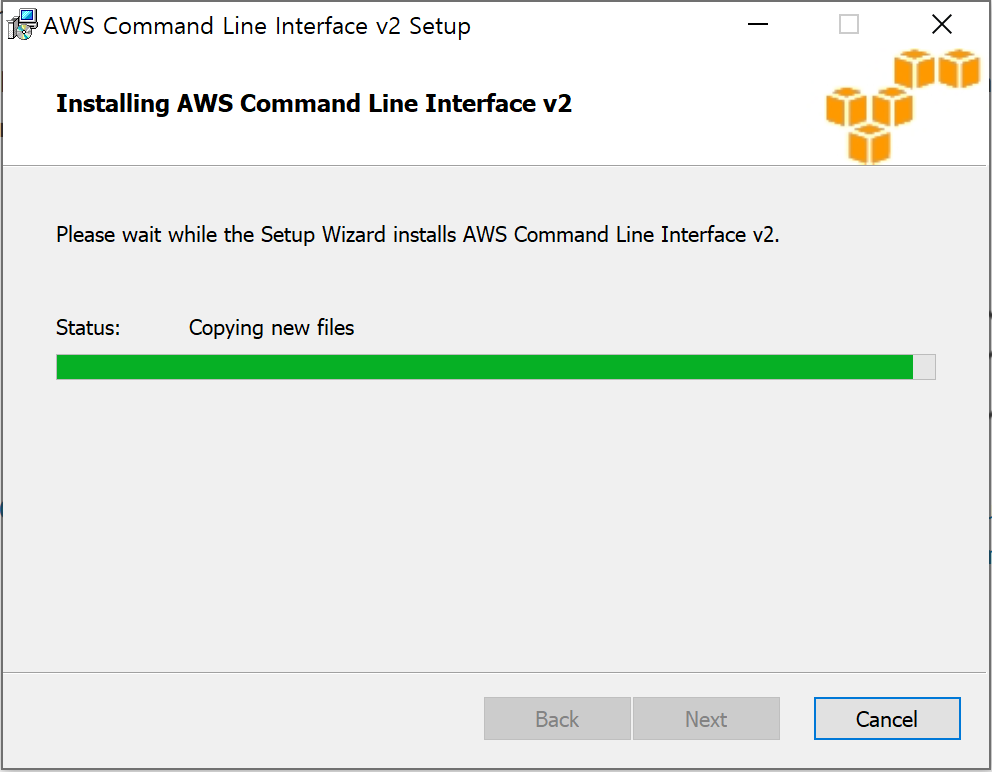 AWS Command Line Interface v2 Setup
Installing AWS Command Line Interface v2
Please wait while the Setup Wizard installs AWS Command Line Interface v2.
Status: Copying new files
Back Next Cancel